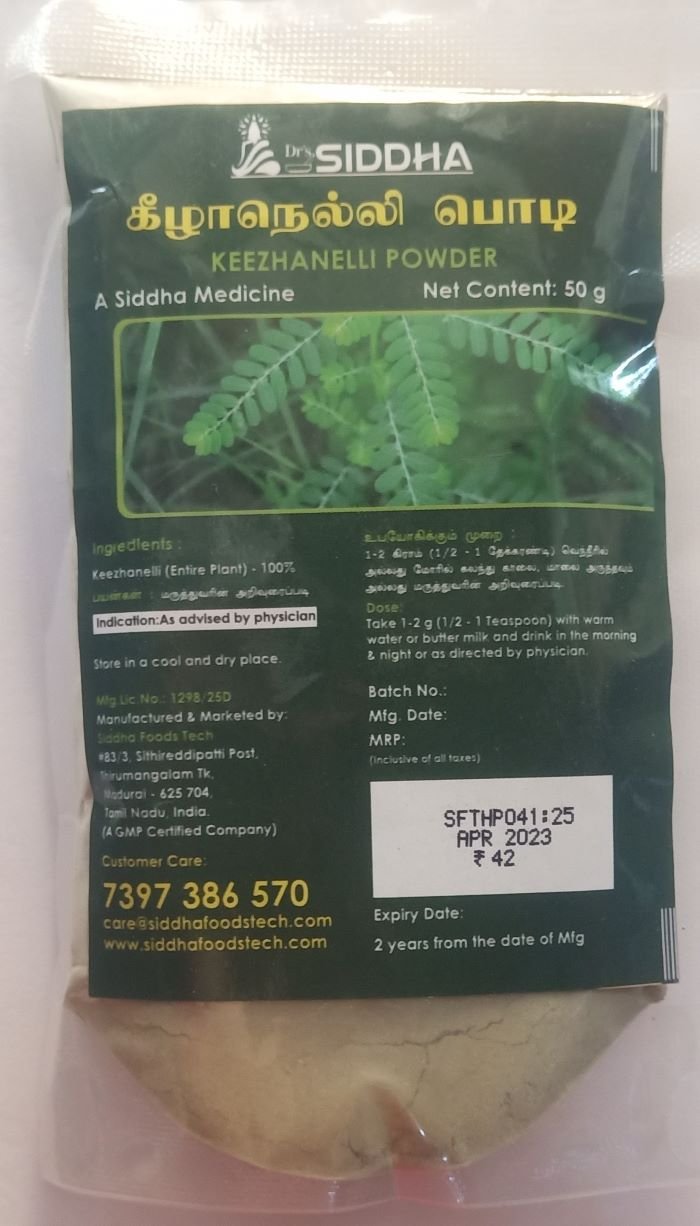 Dr's SIDDHA
கீழாநெல்லி பொடி
KEEZHANELLI POWDER
A Siddha Medicine
Net Content: 50 g
Ingredients :
Keezhanelli (Entire Plant) - 100%
பயன்கள் : மருத்துவரின் அறிவுரைப்படி
Indication:As advised by physician
Store in a cool and dry place.
Mfg.Lic.No.: 1298/25D
Manufactured & Marketed by:
Siddha Foods Tech
#83/3, Sithireddipatti Post,
Thirumangalam Tk,
Madurai - 625 704,
Tamil Nadu, India.
(A GMP Certified Company)
Customer Care:
7397 386 570
care@siddhafoodstech.com
www.siddhafoodstech.com
உபயோகிக்கும் முறை :
1-2 கிராம் (1/2 - 1 தேக்கரண்டி) வெந்நீரில்
அல்லது மோரில் கலந்து காலை, மாலை அருந்தவும்
அல்லது மருத்துவரின் அறிவுரைப்படி.
Dose:
Take 1-2 g (1/2 - 1 Teaspoon) with warm
water or butter milk and drink in the morning
& night or as directed by physician.
Batch No.:
Mfg. Date:
MRP:
(Inclusive of all taxes)
SFTHP041:25
APR 2023
₹ 42
Expiry Date:
2 years from the date of Mfg